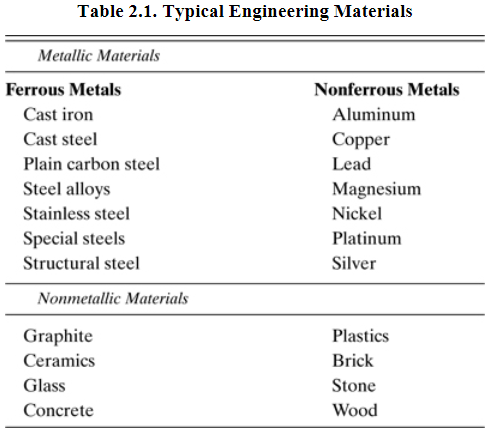 Table 2.1. Typical Engineering Materials
Metallic Materials
Ferrous Metals Nonferrous Metals
Cast iron Aluminum
Cast steel Copper
Plain carbon steel Lead
Steel alloys Magnesium
Stainless steel Nickel
Special steels Platinum
Structural steel Silver
Nonmetallic Materials
Graphite Plastics
Ceramics Brick
Glass Stone
Concrete Wood